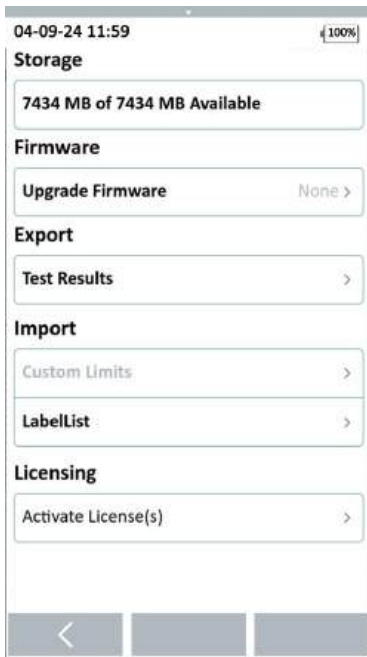 04-09-24 11:59 100%
Storage
7434 MB of 7434 MB Available
Firmware
Upgrade Firmware None >
Export
Test Results >
Import
Custom Limits >
LabelList >
Licensing
Activate License(s) >